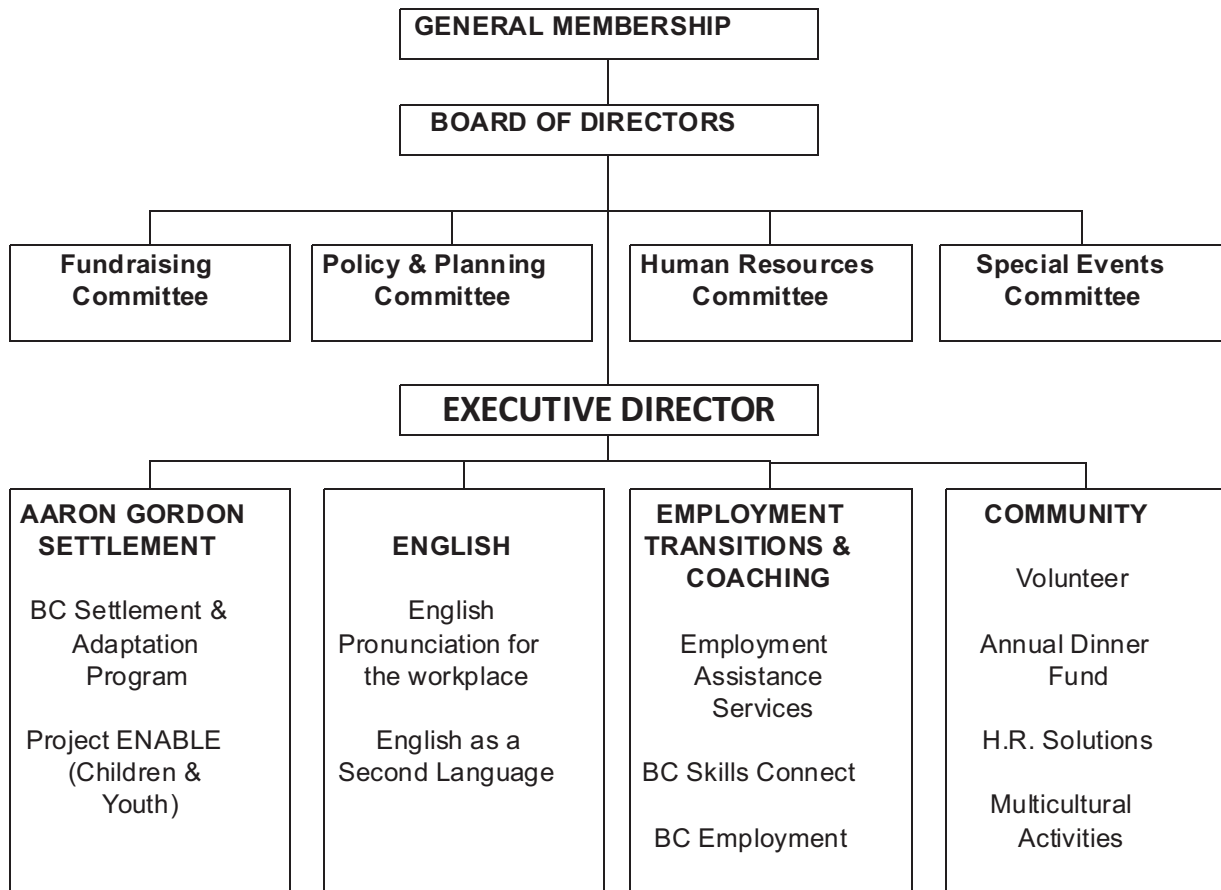 GENERAL MEMBERSHIP
BOARD OF DIRECTORS
Fundraising
Committee
Policy & Planning
Committee
Human Resources
Committee
Special Events
Committee
EXECUTIVE DIRECTOR
AARON GORDON
SETTLEMENT
BC Settlement &
Adaptation
Program
Project ENABLE
(Children &
Youth)
ENGLISH
English
Pronunciation for
the workplace
English as a
Second Language
EMPLOYMENT
TRANSITIONS &
COACHING
Employment
Assistance
Services
BC Skills Connect
BC Employment
COMMUNITY
Volunteer
Annual Dinner
Fund
H.R. Solutions
Multicultural
Activities